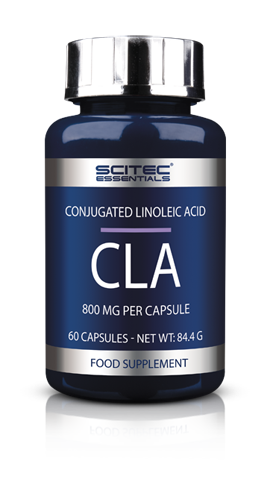 SCITEC®
ESSENTIALS
CONJUGATED LINOLEIC ACID
CLA
800 MG PER CAPSULE
60 CAPSULES - NET WT: 84.4 G
FOOD SUPPLEMENT